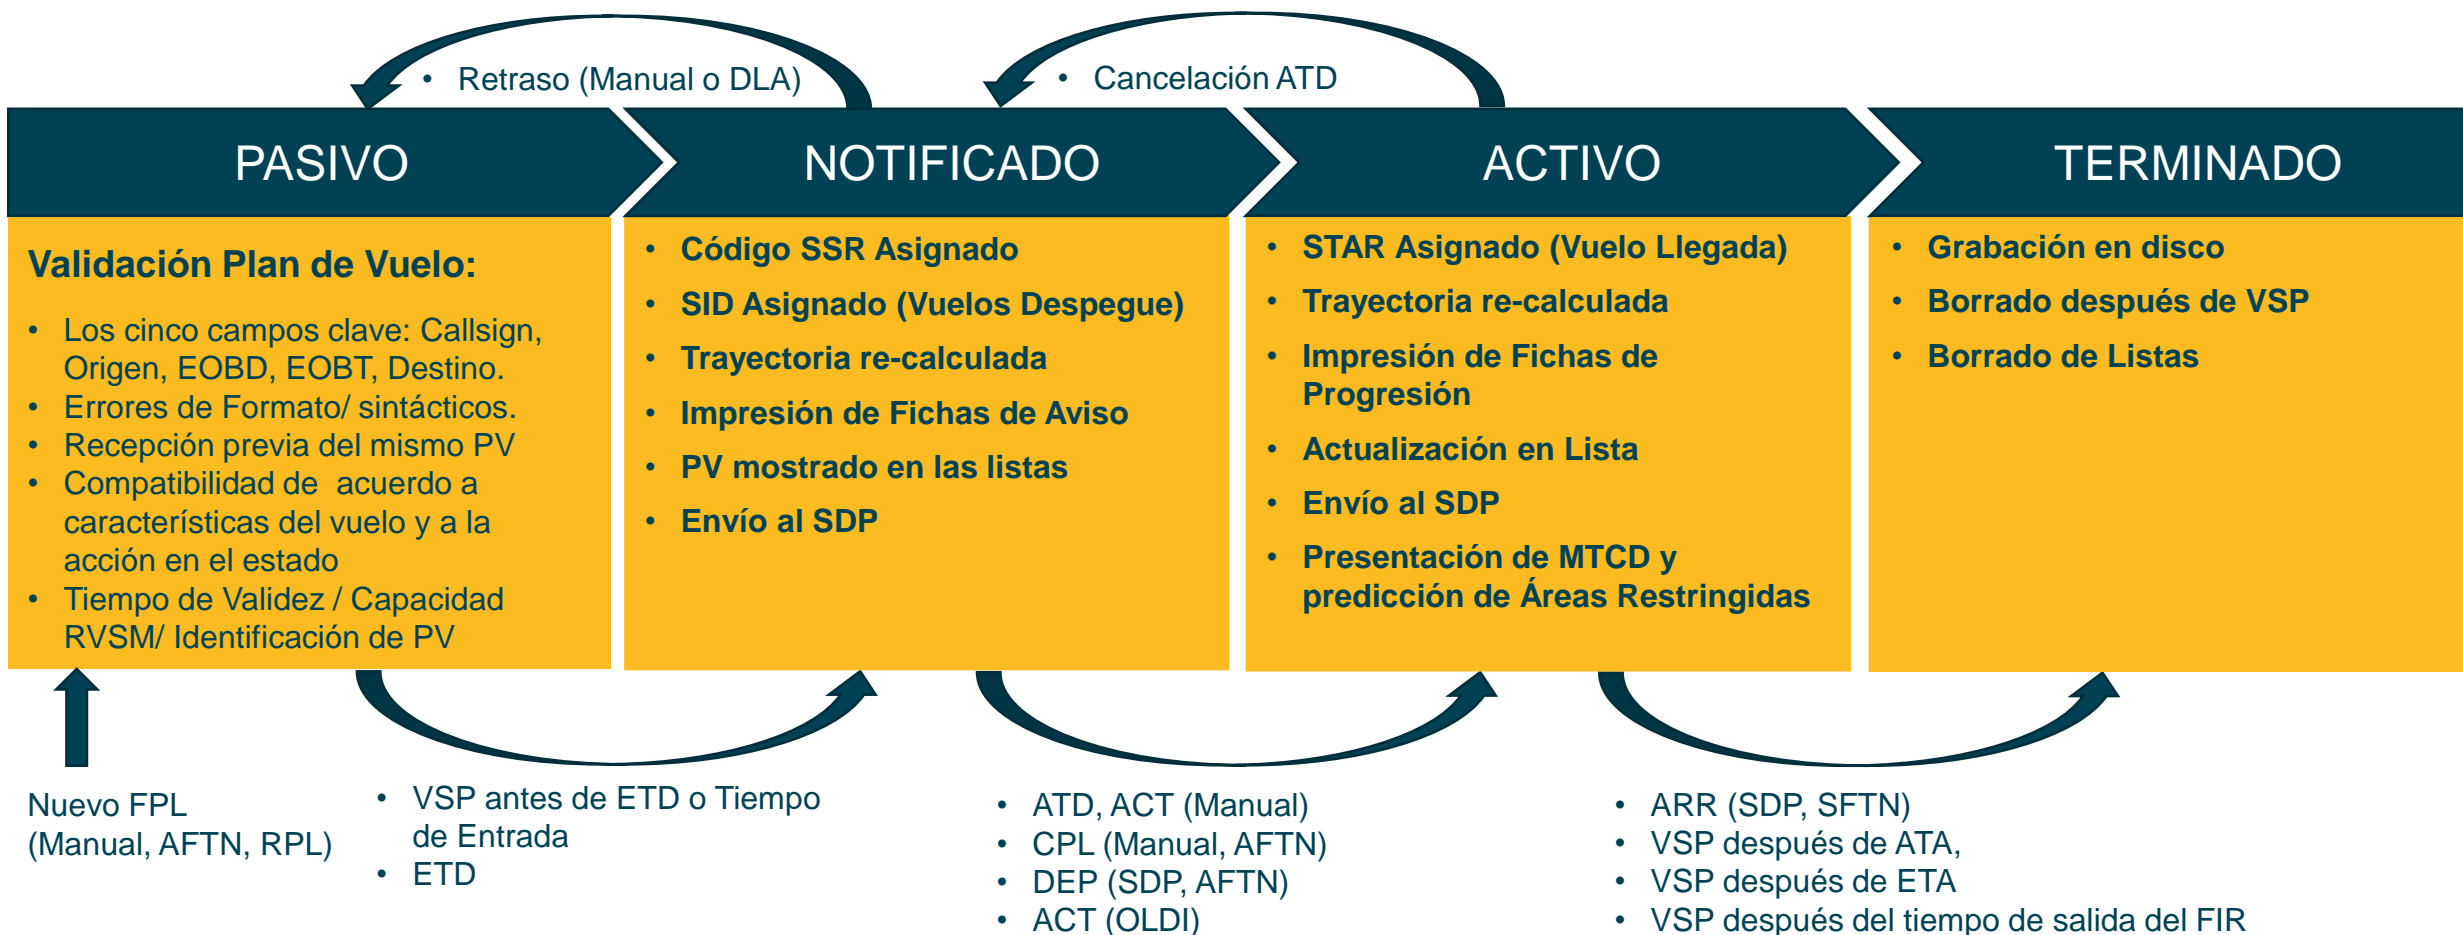 • Retraso (Manual o DLA)
• Cancelación ATD
PASIVO
NOTIFICADO
ACTIVO
TERMINADO
Validación Plan de Vuelo:
• Los cinco campos clave: Callsign,
Origen, EOBD, EOBT, Destino.
• Errores de Formato/ sintácticos.
• Recepción previa del mismo PV
• Compatibilidad de acuerdo a
características del vuelo y a la
acción en el estado
• Tiempo de Validez / Capacidad
RVSM/ Identificación de PV
• Código SSR Asignado
• SID Asignado (Vuelos Despegue)
• Trayectoria re-calculada
• Impresión de Fichas de Aviso
• PV mostrado en las listas
• Envío al SDP
• STAR Asignado (Vuelo Llegada)
• Trayectoria re-calculada
• Impresión de Fichas de
Progresión
• Actualización en Lista
• Envío al SDP
• Presentación de MTCD y
predicción de Áreas Restringidas
• Grabación en disco
• Borrado después de VSP
• Borrado de Listas
Nuevo FPL
(Manual, AFTN, RPL)
• VSP antes de ETD o Tiempo
de Entrada
• ETD
• ATD, ACT (Manual)
• CPL (Manual, AFTN)
• DEP (SDP, AFTN)
• ACT (OLDI)
• ARR (SDP, SFTN)
• VSP después de ATA,
• VSP después de ETA
• VSP después del tiempo de salida del FIR